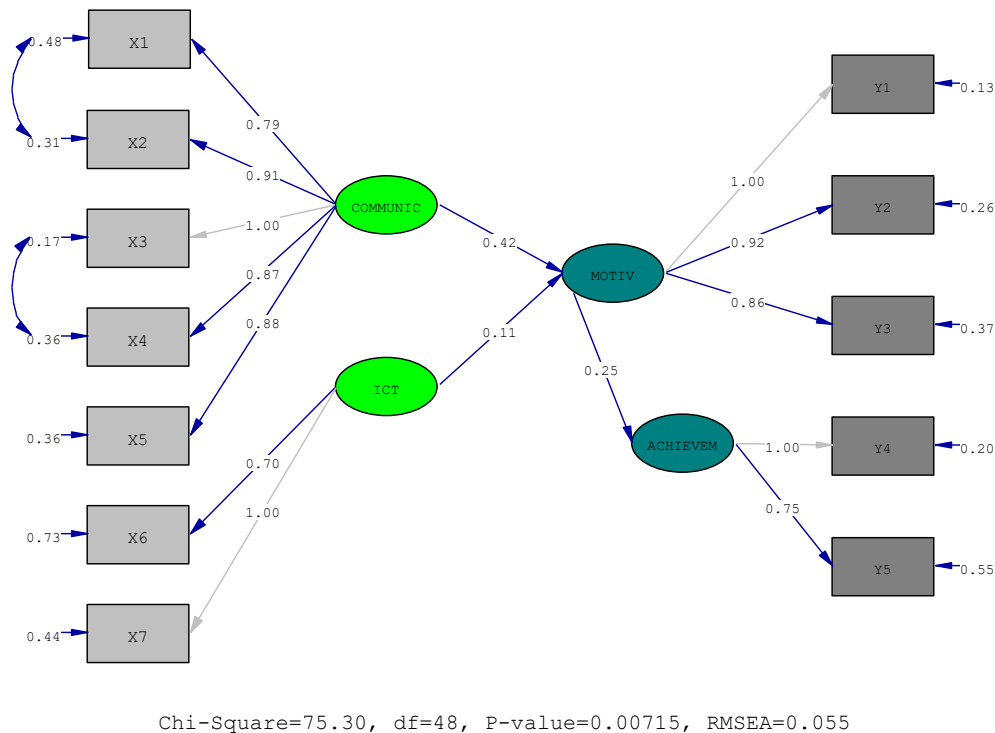 0.48
X1
0.31
X2
0.17
X3
0.36
X4
0.36
X5
0.73
X6
0.44
X7
0.79
0.91
1.00
0.87
0.88
0.70
1.00
COMMUNIC
ICT
0.42
0.11
MOTIV
0.25
ACHIEVEM
1.00
0.92
0.86
1.00
0.75
Y1
0.13
Y2
0.26
Y3
0.37
Y4
0.20
Y5
0.55
Chi-Square=75.30, df=48, P-value=0.00715, RMSEA=0.055